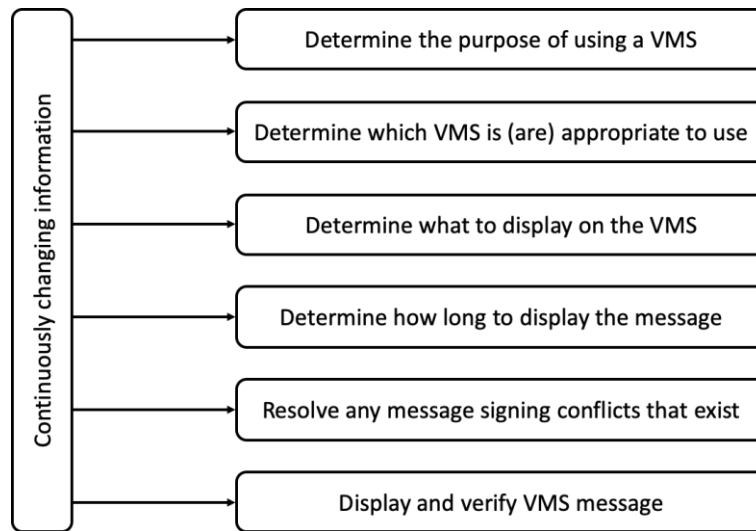 Continuously changing information
Determine the purpose of using a VMS
Determine which VMS is (are) appropriate to use
Determine what to display on the VMS
Determine how long to display the message
Resolve any message signing conflicts that exist
Display and verify VMS message